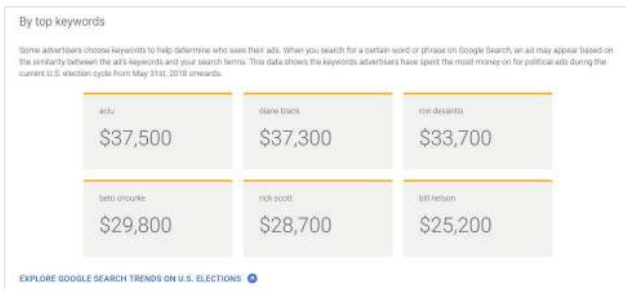 By top keywords
Some advertisers choose keywords to help determine who sees their ads. When you search for a certain word or phrase on Google Search, an ad may appear based on
the similarity between the ad's keywords and your search terms. This data shows the keywords advertisers have spent the most money on for political ads during the
current U.S. election cycle from May 31st, 2018 onwards.
aclu
diane black
ron desantis
$37,500
$37,300
$33,700
beto o'rourke
rick scott
bill nelson
$29,800
$28,700
$25,200
EXPLORE GOOGLE SEARCH TRENDS ON U.S. ELECTIONS